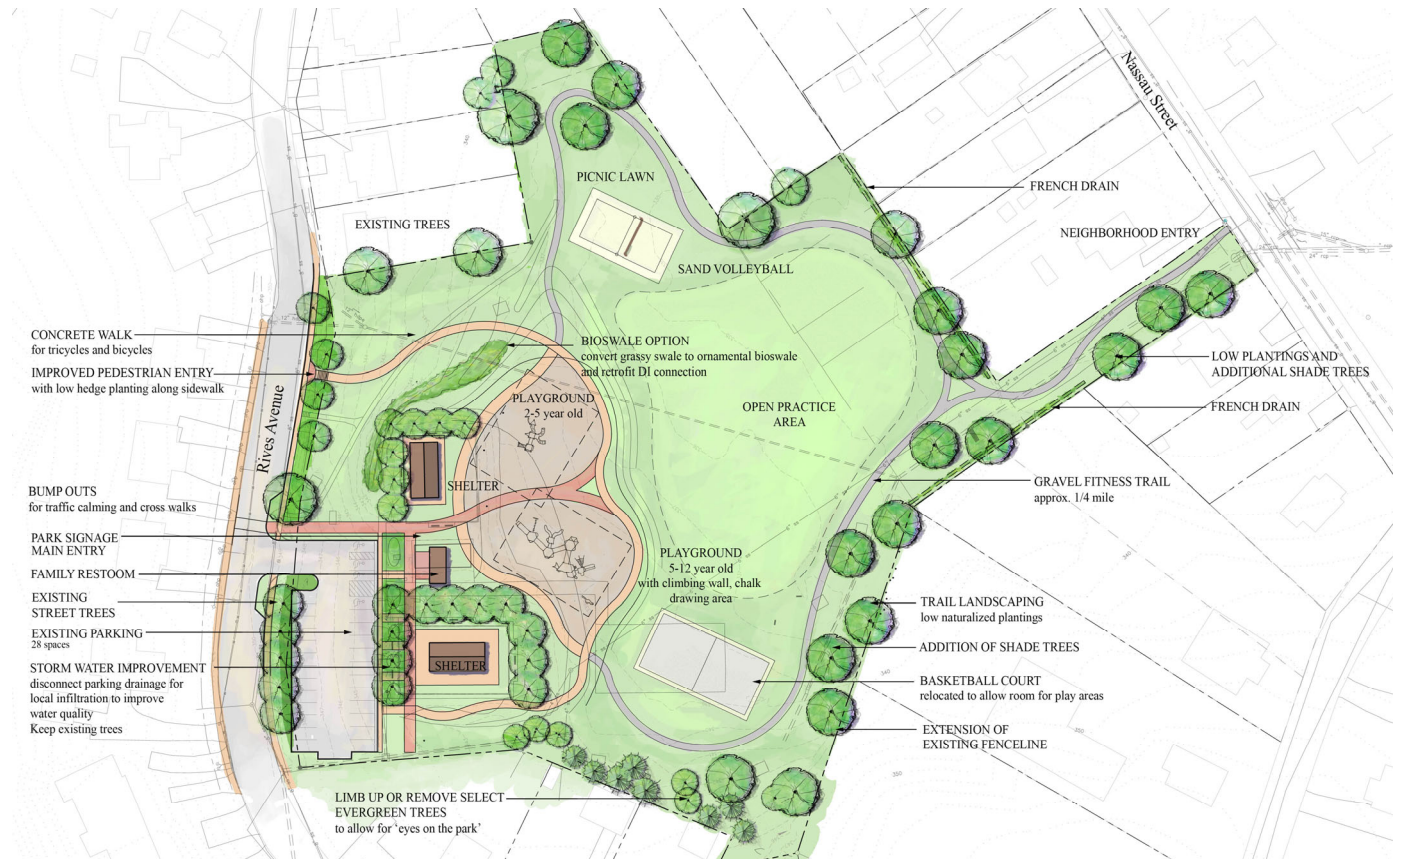 Nassau Street
PICNIC LAWN
FRENCH DRAIN
EXISTING TREES
NEIGHBORHOOD ENTRY
SAND VOLLEYBALL
CONCRETE WALK
for tricycles and bicycles
IMPROVED PEDESTRIAN ENTRY
with low hedge planting along sidewalk
BIOSWALE OPTION
convert grassy swale to ornamental bioswale
and retrofit DI connection
LOW PLANTINGS AND
ADDITIONAL SHADE TREES
PLAYGROUND
2-5 year old
OPEN PRACTICE
AREA
FRENCH DRAIN
Rives Avenue
SHELTER
GRAVEL FITNESS TRAIL
approx. 1/4 mile
BUMP OUTS
for traffic calming and cross walks
PARK SIGNAGE
MAIN ENTRY
FAMILY RESTOOM
PLAYGROUND
5-12 year old
with climbing wall, chalk
drawing area
EXISTING
STREET TREES
EXISTING PARKING
28 spaces
TRAIL LANDSCAPING
low naturalized plantings
ADDITION OF SHADE TREES
STORM WATER IMPROVEMENT
disconnect parking drainage for
local infiltration to improve
water quality
Keep existing trees
SHELTER
BASKETBALL COURT
relocated to allow room for play areas
EXTENSION OF
EXISTING FENCELINE
LIMB UP OR REMOVE SELECT
EVERGREEN TREES
to allow for ‘eyes on the park’
340
340
340
350
350